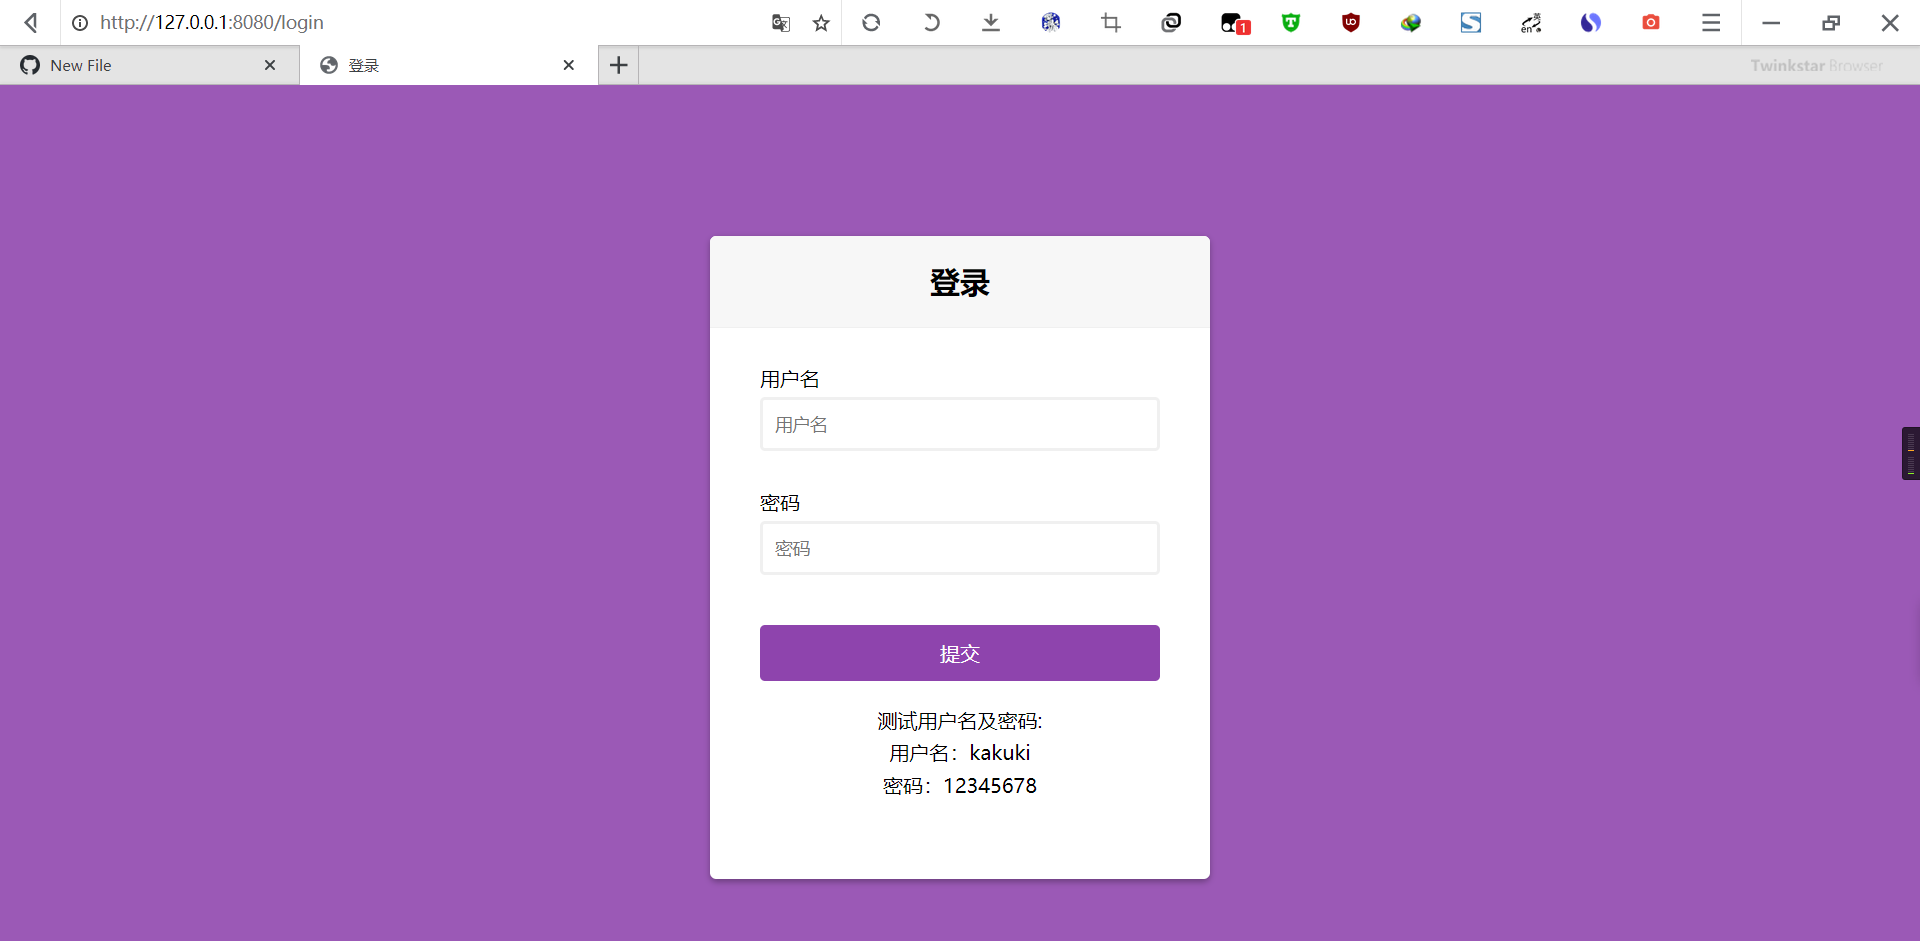 http://127.0.0.1:8080/login
1
New File
登录
Twinkstar Browser
登录
用户名
用户名
密码
密码
提交
测试用户名及密码:
用户名：kakuki
密码：12345678